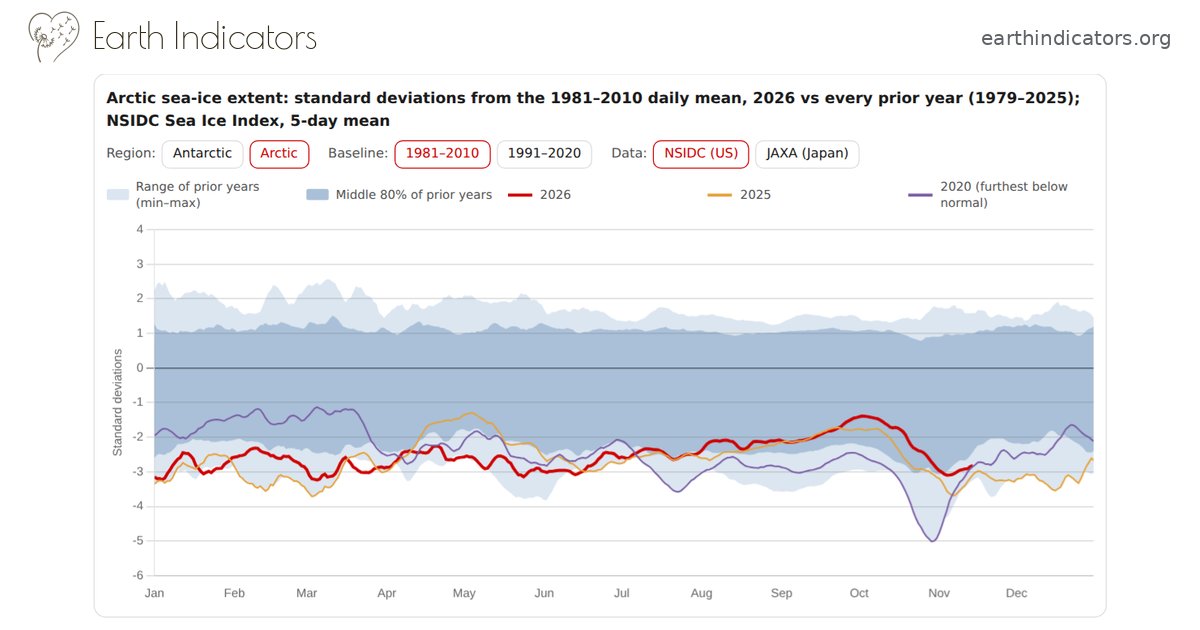 Earth Indicators
earthindicators.org
Arctic sea-ice extent: standard deviations from the 1981–2010 daily mean, 2026 vs every prior year (1979–2025);
NSIDC Sea Ice Index, 5-day mean
Region: Antarctic Arctic Baseline: 1981–2010 1991–2020 Data: NSIDC (US) JAXA (Japan)
Range of prior years
(min–max)
Middle 80% of prior years
2026
2025
2020 (furthest below
normal)
Standard deviations
4
3
2
1
0
-1
-2
-3
-4
-5
-6
Jan Feb Mar Apr May Jun Jul Aug Sep Oct Nov Dec